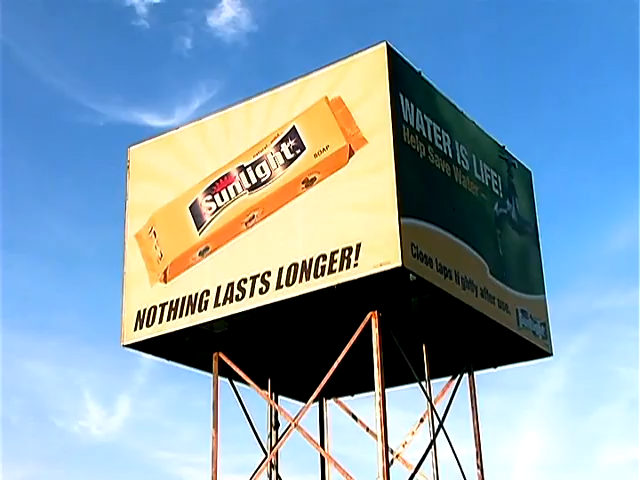 Sunlight
SOAP
NOTHING LASTS LONGER!
WATER IS LIFE!
Help Save Water
Close taps tightly after use.